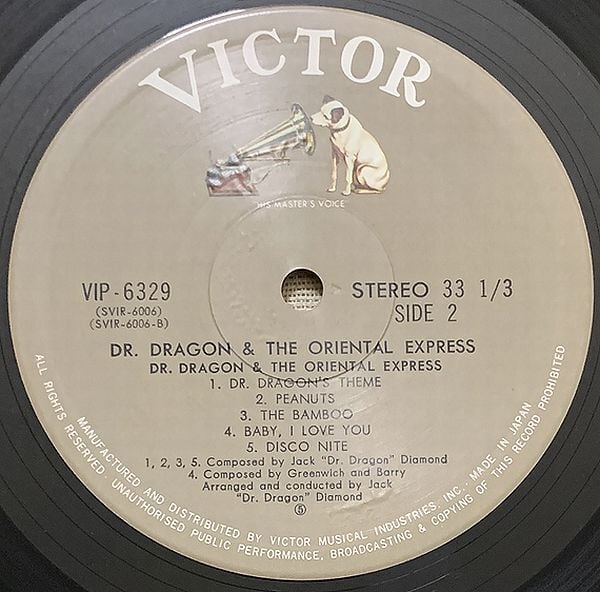 VICTOR
"HIS MASTER'S VOICE"
VIP-6329
(SVIR-6006)
(SVIR-6006-B)
STEREO 33 1/3
SIDE 2
DR. DRAGON & THE ORIENTAL EXPRESS
DR. DRAGON & THE ORIENTAL EXPRESS
1. DR. DRAGON'S THEME
2. PEANUTS
3. THE BAMBOO
4. BABY, I LOVE YOU
5. DISCO NITE
1, 2, 3, 5. Composed by Jack "Dr. Dragon" Diamond
4. Composed by Greenwich and Barry
Arranged and conducted by Jack
"Dr. Dragon" Diamond
⑤
MANUFACTURED AND DISTRIBUTED BY VICTOR MUSICAL INDUSTRIES, INC. · MADE IN JAPAN
ALL RIGHTS RESERVED. UNAUTHORISED PUBLIC PERFORMANCE, BROADCASTING & COPYING OF THIS RECORD PROHIBITED